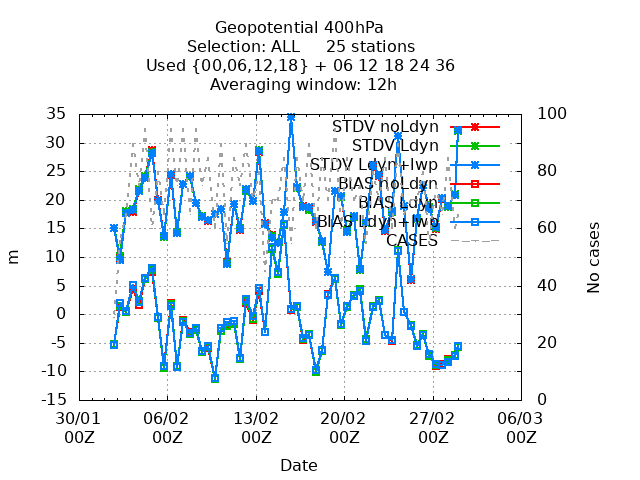 Geopotential 400hPa
Selection: ALL 25 stations
Used {00,06,12,18} + 06 12 18 24 36
Averaging window: 12h
35
30
25
20
15
10
5
0
-5
-10
-15
m
100
80
60
40
20
0
No cases
STDV noLdyn
STDV Ldyn
STDV Ldyn+lwp
BIAS noLdyn
BIAS Ldyn
BIAS Ldyn+lwp
CASES
30/01 06/02 13/02 20/02 27/02 06/03
00Z 00Z 00Z 00Z 00Z 00Z
Date